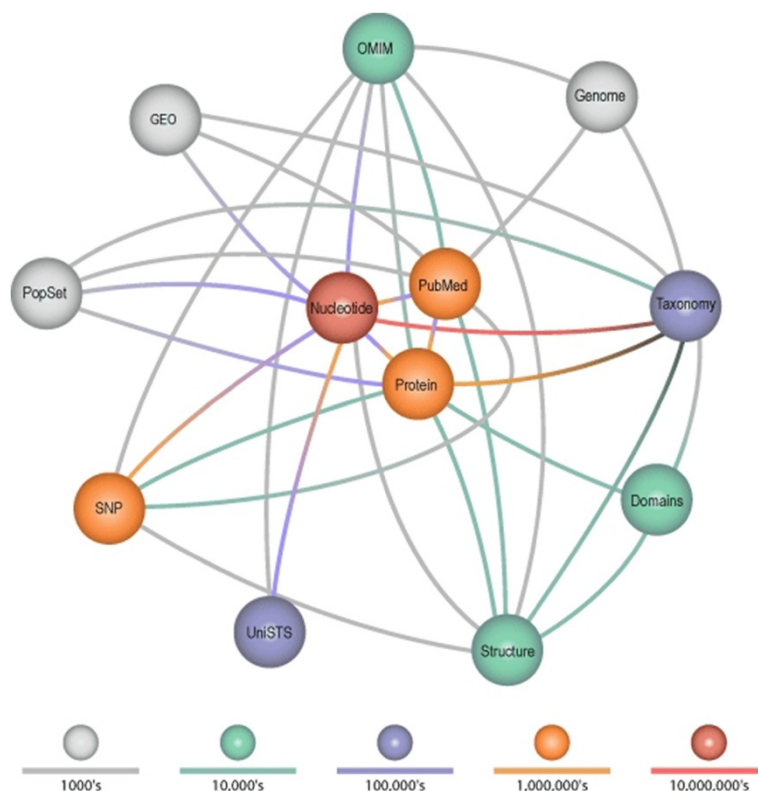 OMIM
Genome
GEO
PubMed
PopSet
Nucleotide
Taxonomy
Protein
Domains
SNP
UniSTS
Structure
1000's
10.000's
100.000's
1.000.000's
10.000.000's